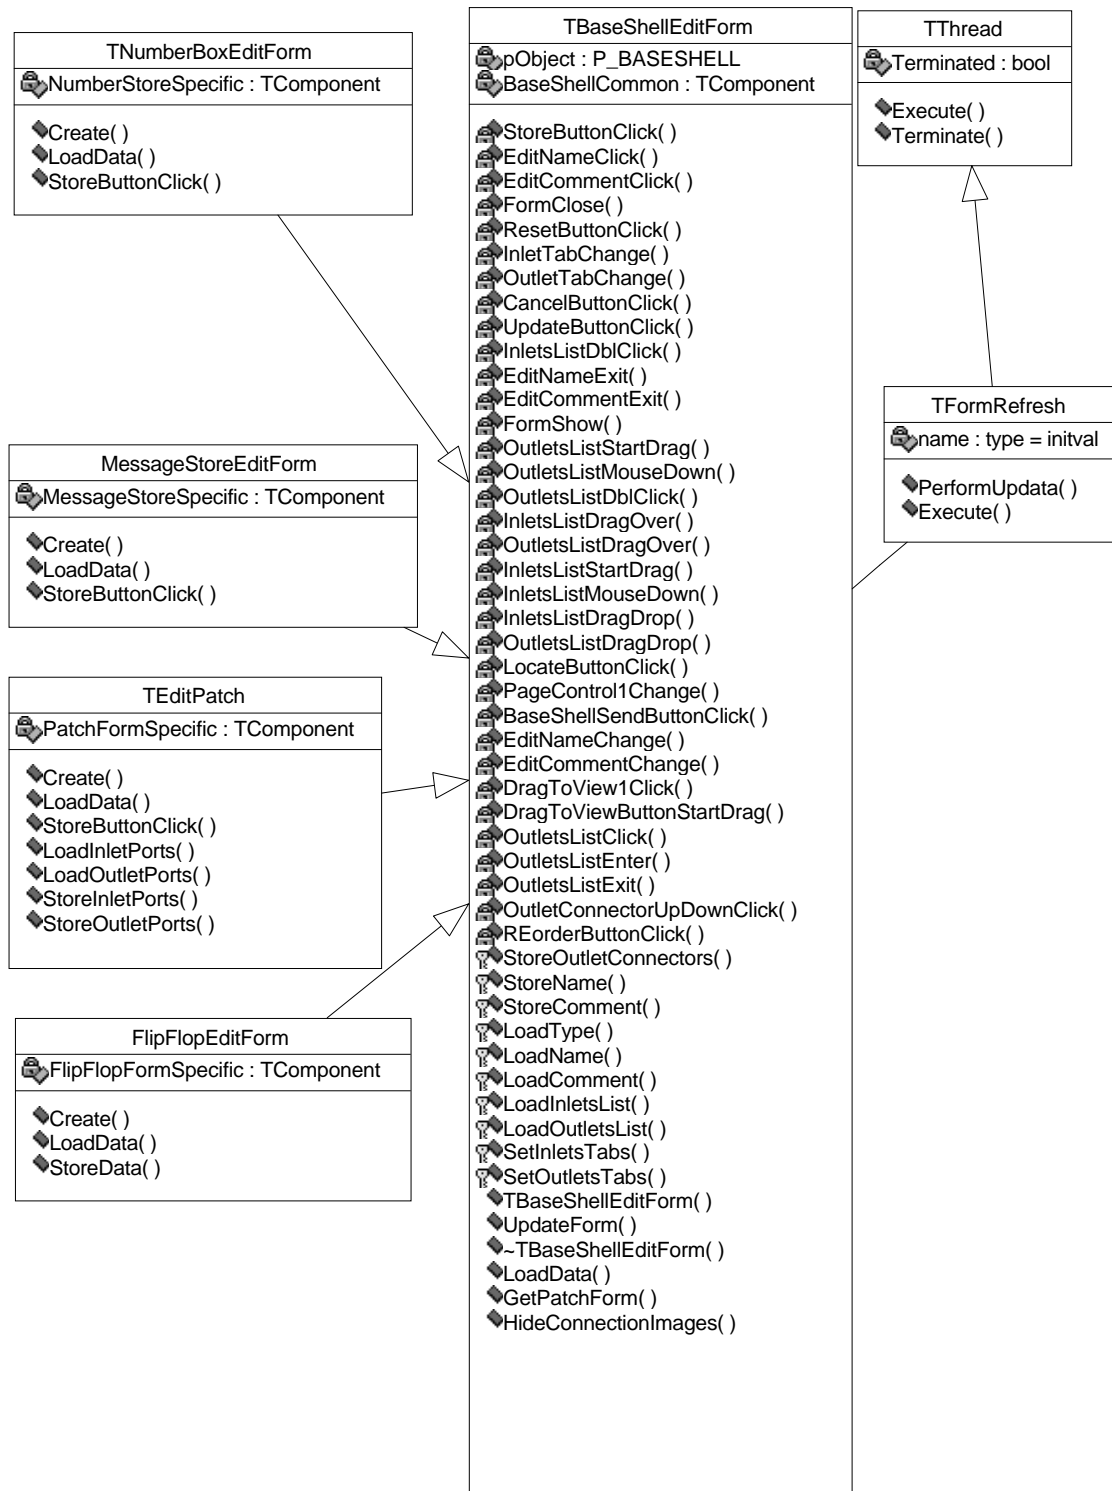 TNumberBoxEditForm
NumberStoreSpecific : TComponent
Create( )
LoadData( )
StoreButtonClick( )
MessageStoreEditForm
MessageStoreSpecific : TComponent
Create( )
LoadData( )
StoreButtonClick( )
TEditPatch
PatchFormSpecific : TComponent
Create( )
LoadData( )
StoreButtonClick( )
LoadInletPorts( )
LoadOutletPorts( )
StoreInletPorts( )
StoreOutletPorts( )
FlipFlopEditForm
FlipFlopFormSpecific : TComponent
Create( )
LoadData( )
StoreData( )
TBaseShellEditForm
pObject : P_BASESHELL
BaseShellCommon : TComponent
StoreButtonClick( )
EditNameClick( )
EditCommentClick( )
FormClose( )
ResetButtonClick( )
InletTabChange( )
OutletTabChange( )
CancelButtonClick( )
UpdateButtonClick( )
InletsListDblClick( )
EditNameExit( )
EditCommentExit( )
FormShow( )
OutletsListStartDrag( )
OutletsListMouseDown( )
OutletsListDblClick( )
InletsListDragOver( )
OutletsListDragOver( )
InletsListStartDrag( )
InletsListMouseDown( )
InletsListDragDrop( )
OutletsListDragDrop( )
LocateButtonClick( )
PageControl1Change( )
BaseShellSendButtonClick( )
EditNameChange( )
EditCommentChange( )
DragToView1Click( )
DragToViewButtonStartDrag( )
OutletsListClick( )
OutletsListEnter( )
OutletsListExit( )
OutletConnectorUpDownClick( )
REorderButtonClick( )
StoreOutletConnectors( )
StoreName( )
StoreComment( )
LoadType( )
LoadName( )
LoadComment( )
LoadInletsList( )
LoadOutletsList( )
SetInletsTabs( )
SetOutletsTabs( )
TBaseShellEditForm( )
UpdateForm( )
~TBaseShellEditForm( )
LoadData( )
GetPatchForm( )
HideConnectionImages( )
TThread
Terminated : bool
Execute( )
Terminate( )
TFormRefresh
name : type = initval
PerformUpdata( )
Execute( )